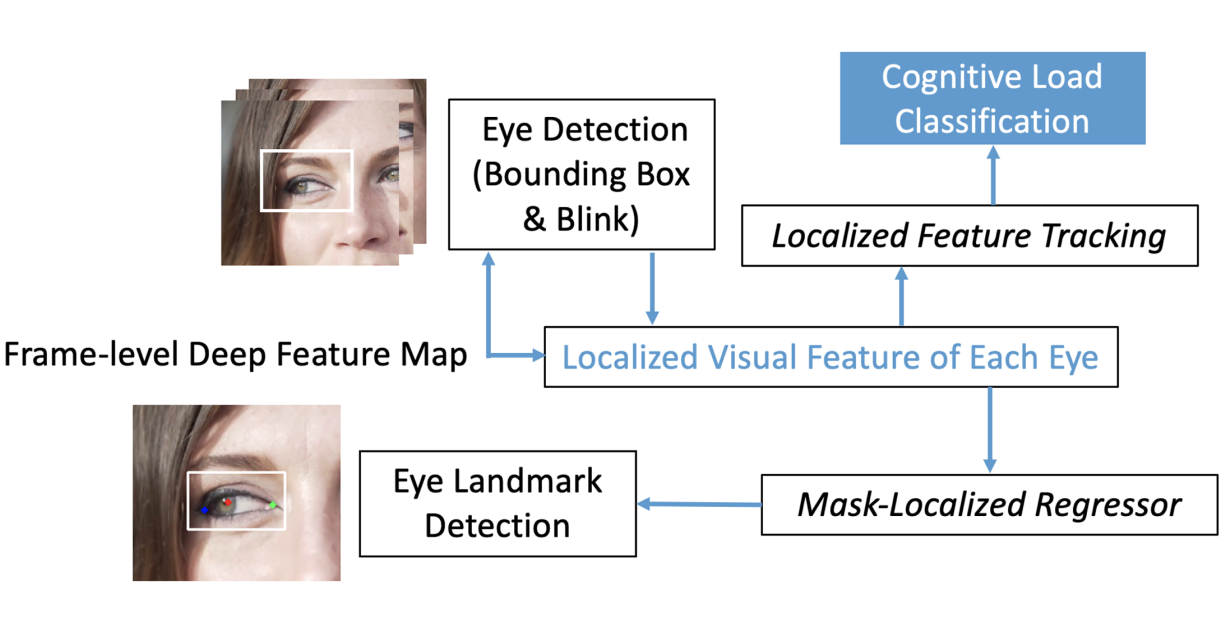 Cognitive Load
Classification
Eye Detection
(Bounding Box
& Blink)
Localized Feature Tracking
Frame-level Deep Feature Map
Localized Visual Feature of Each Eye
Eye Landmark
Detection
Mask-Localized Regressor